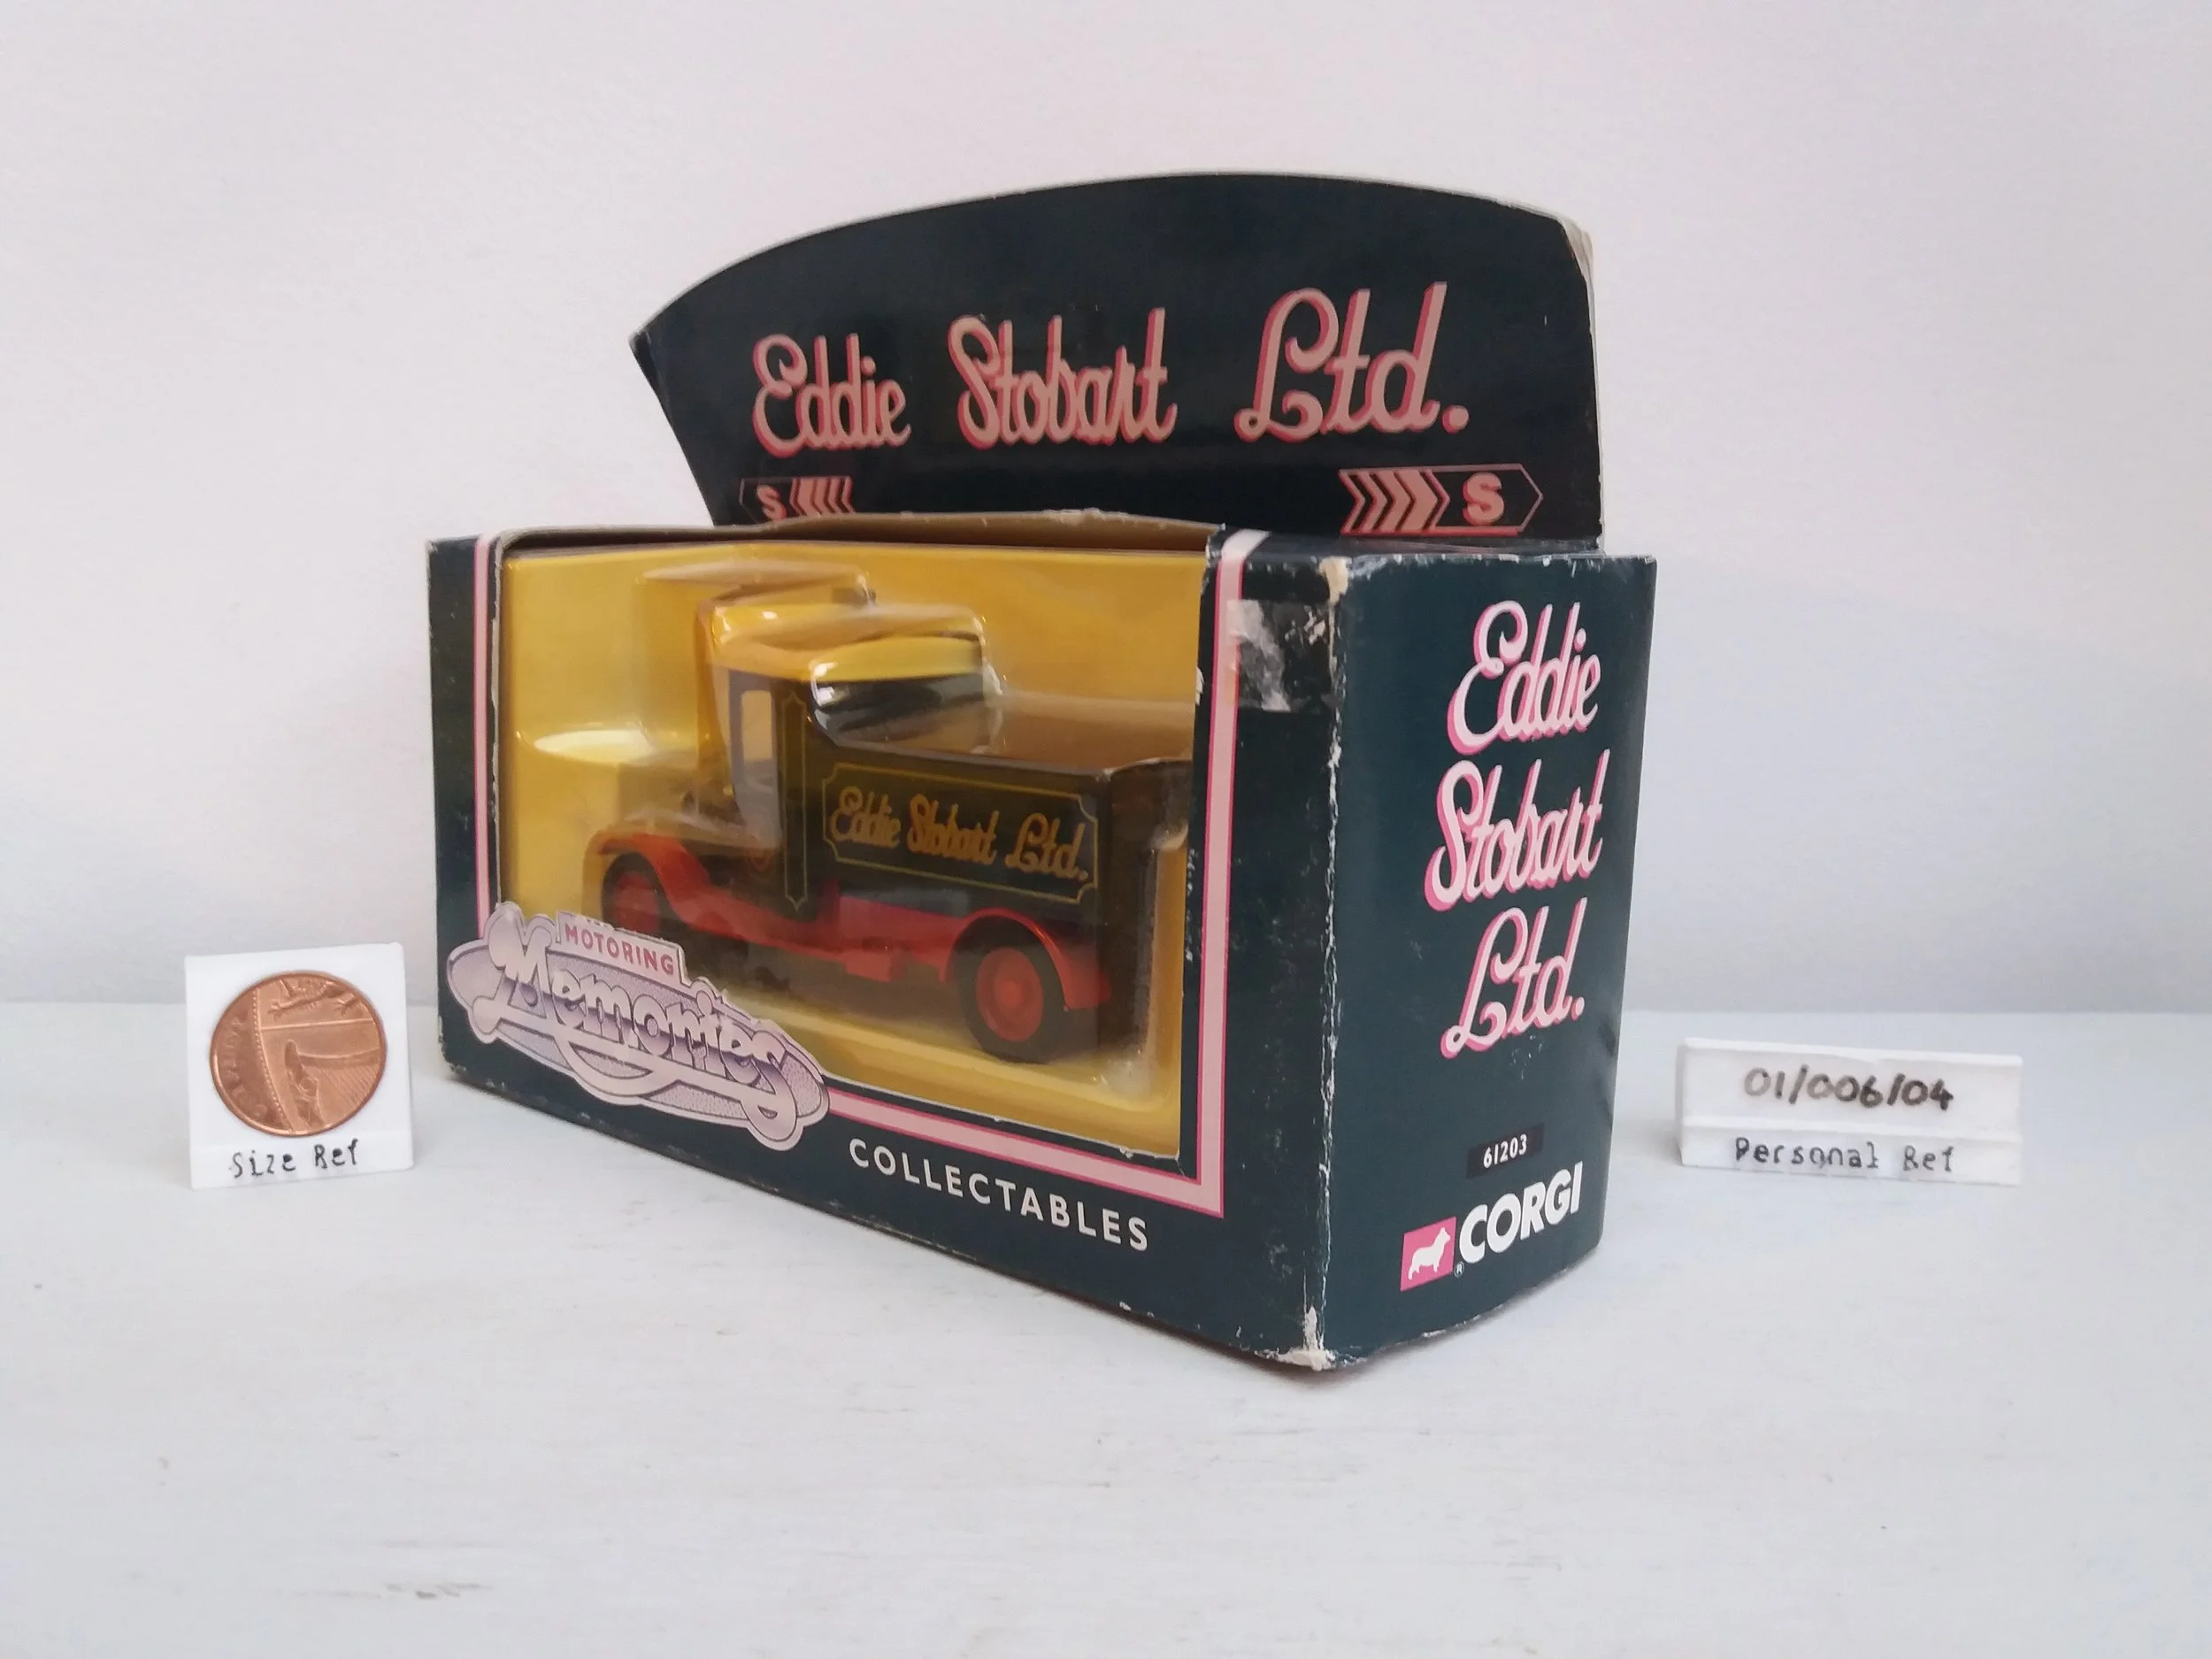 Eddie Stobart Ltd.
S
S
Eddie Stobart Ltd.
MOTORING
Memories
COLLECTABLES
Eddie
Stobart
Ltd.
61203
CORGI
®
Size Ref
01/006/04
Personal Ref